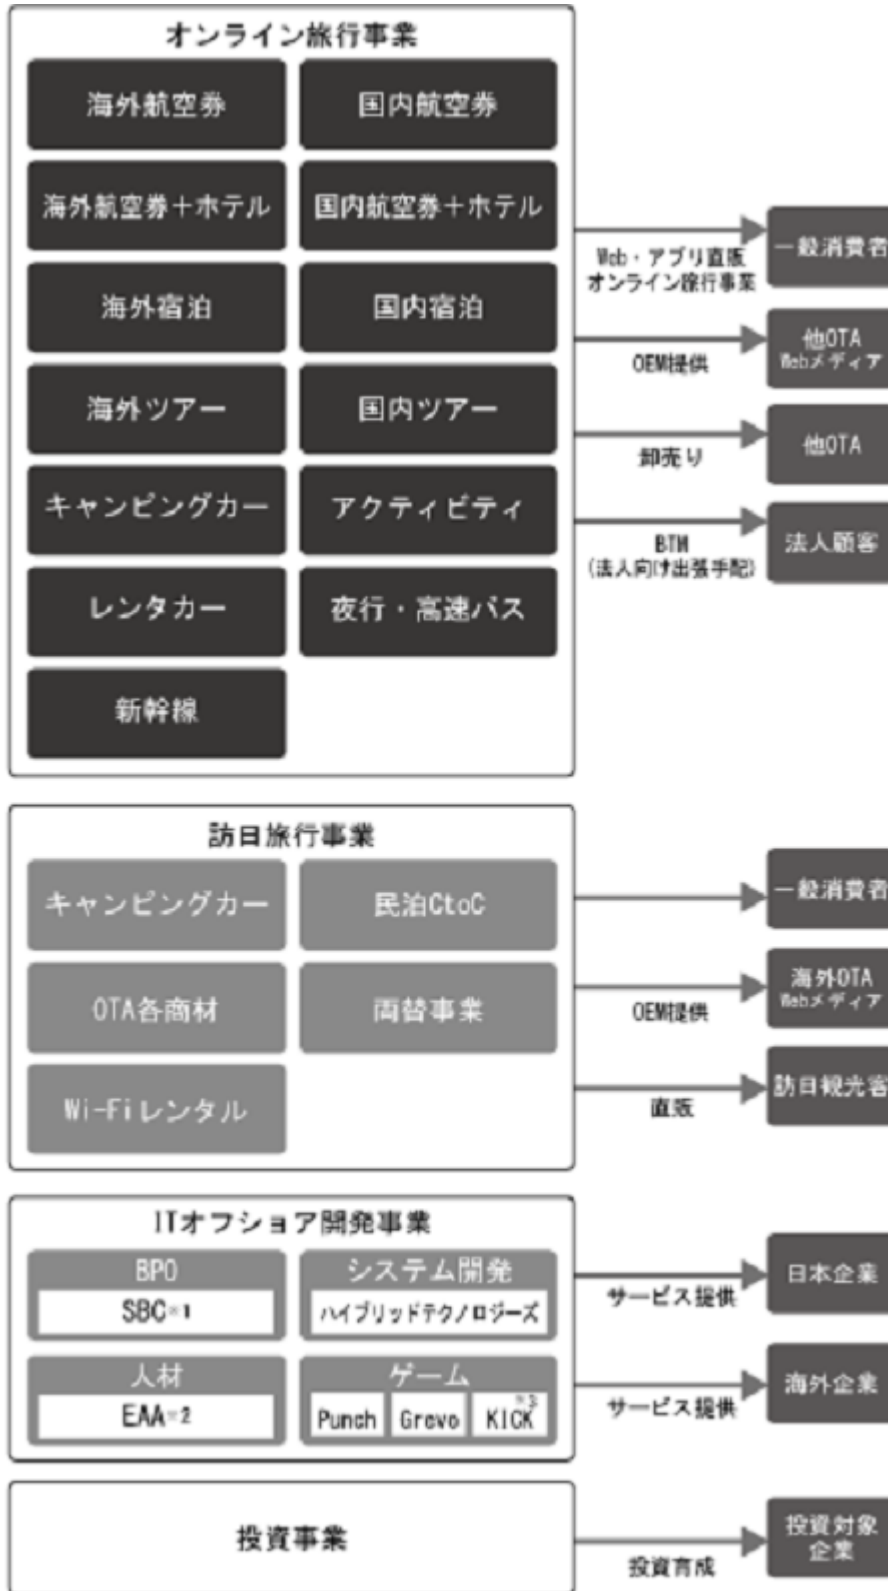 オンライン旅行事業
海外航空券
国内航空券
海外航空券＋ホテル
国内航空券＋ホテル
海外宿泊
国内宿泊
海外ツアー
国内ツアー
キャンピングカー
アクティビティ
レンタカー
夜行・高速バス
新幹線
Web・アプリ直販
オンライン旅行事業
一般消費者
OEM提供
他OTA
Webメディア
卸売り
他OTA
BTM
(法人向け出張手配)
法人顧客
訪日旅行事業
キャンピングカー
民泊CtoC
OTA各商材
両替事業
Wi-Fiレンタル
一般消費者
OEM提供
海外OTA
Webメディア
直販
訪日観光客
ITオフショア開発事業
BPO
SBC※1
システム開発
ハイブリッドテクノロジーズ
人材
EAA※2
ゲーム
Punch
Grevo
KICK※3
サービス提供
日本企業
サービス提供
海外企業
投資事業
投資育成
投資対象
企業